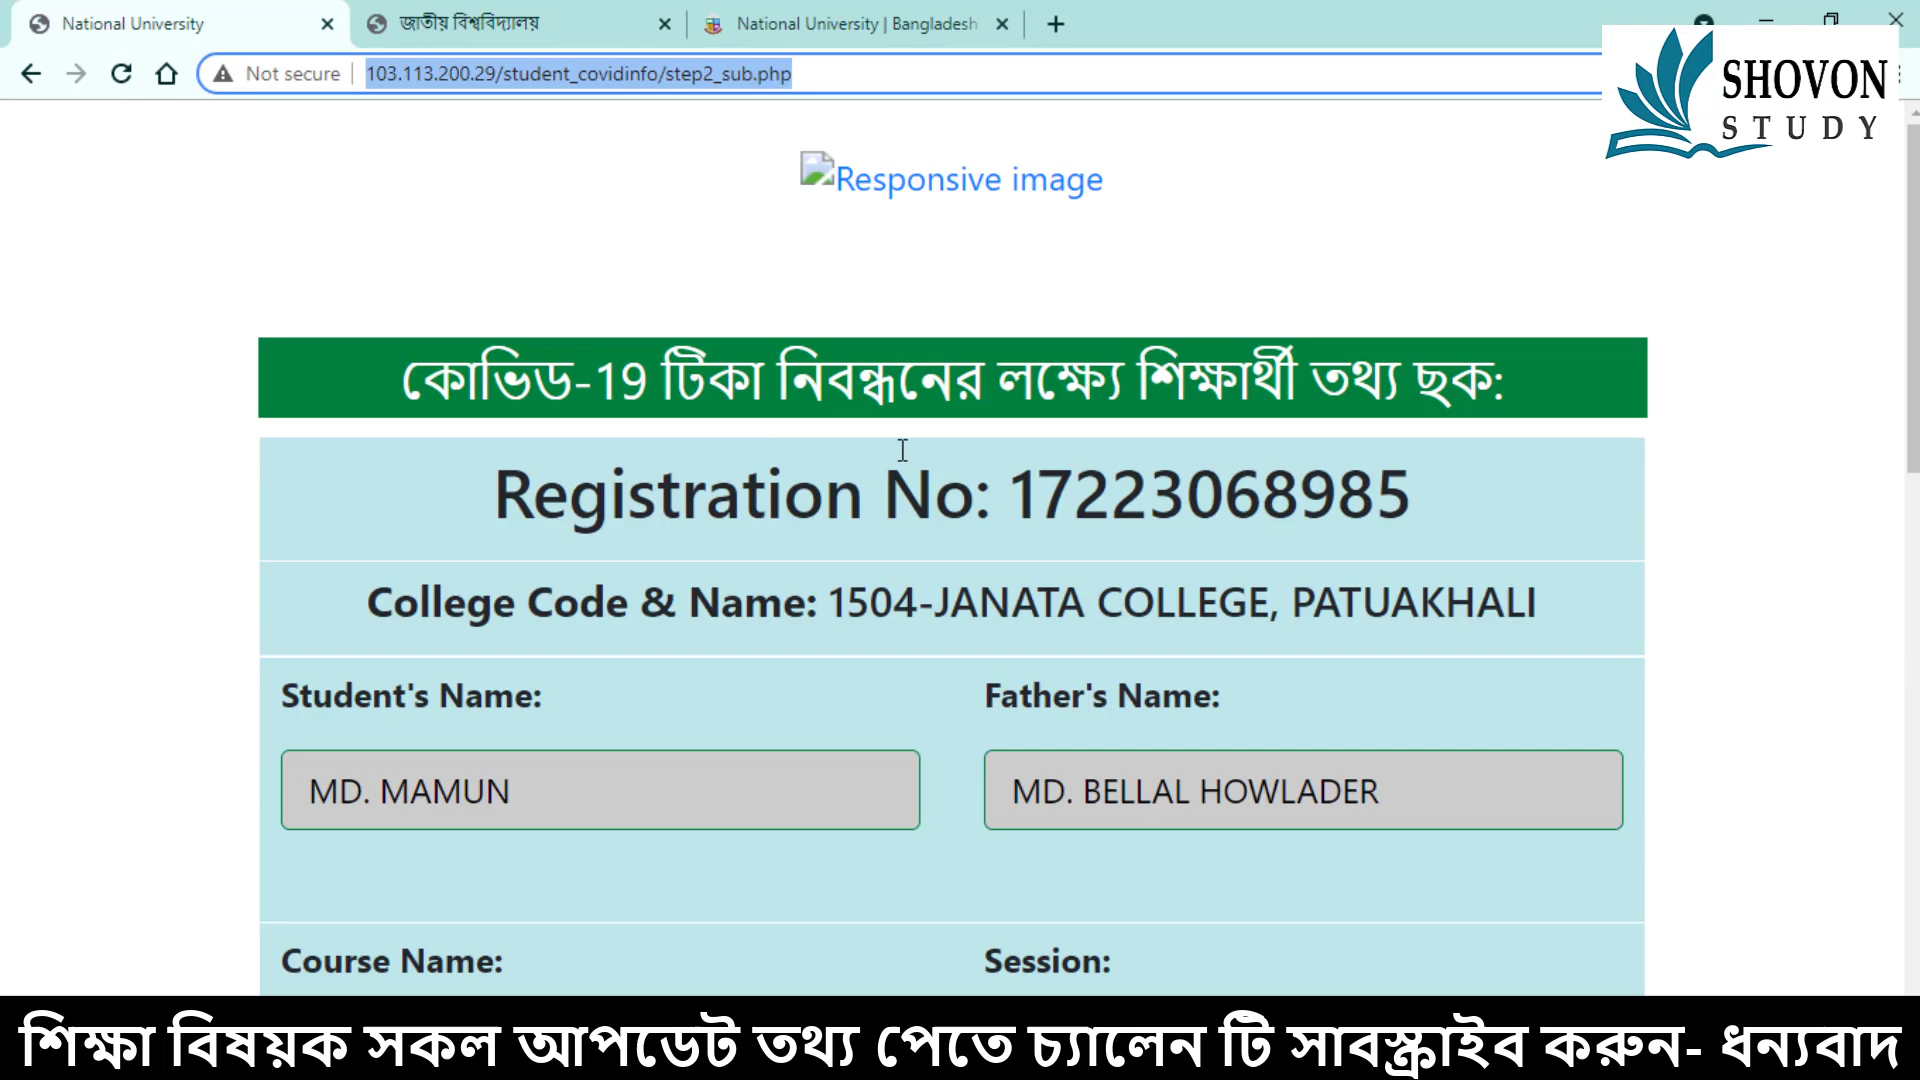 National University
জাতীয় বিশ্ববিদ্যালয়
National University | Bangladesh
Not secure
103.113.200.29/student_covidinfo/step2_sub.php
SHOVON
STUDY
Responsive image
কোভিড-19 টিকা নিবন্ধনের লক্ষ্যে শিক্ষার্থী তথ্য ছক:
Registration No: 17223068985
College Code & Name: 1504-JANATA COLLEGE, PATUAKHALI
Student's Name:
Father's Name:
MD. MAMUN
MD. BELLAL HOWLADER
Course Name:
Session:
শিক্ষা বিষয়ক সকল আপডেট তথ্য পেতে চ্যালেন টি সাবস্ক্রাইব করুন- ধন্যবাদ